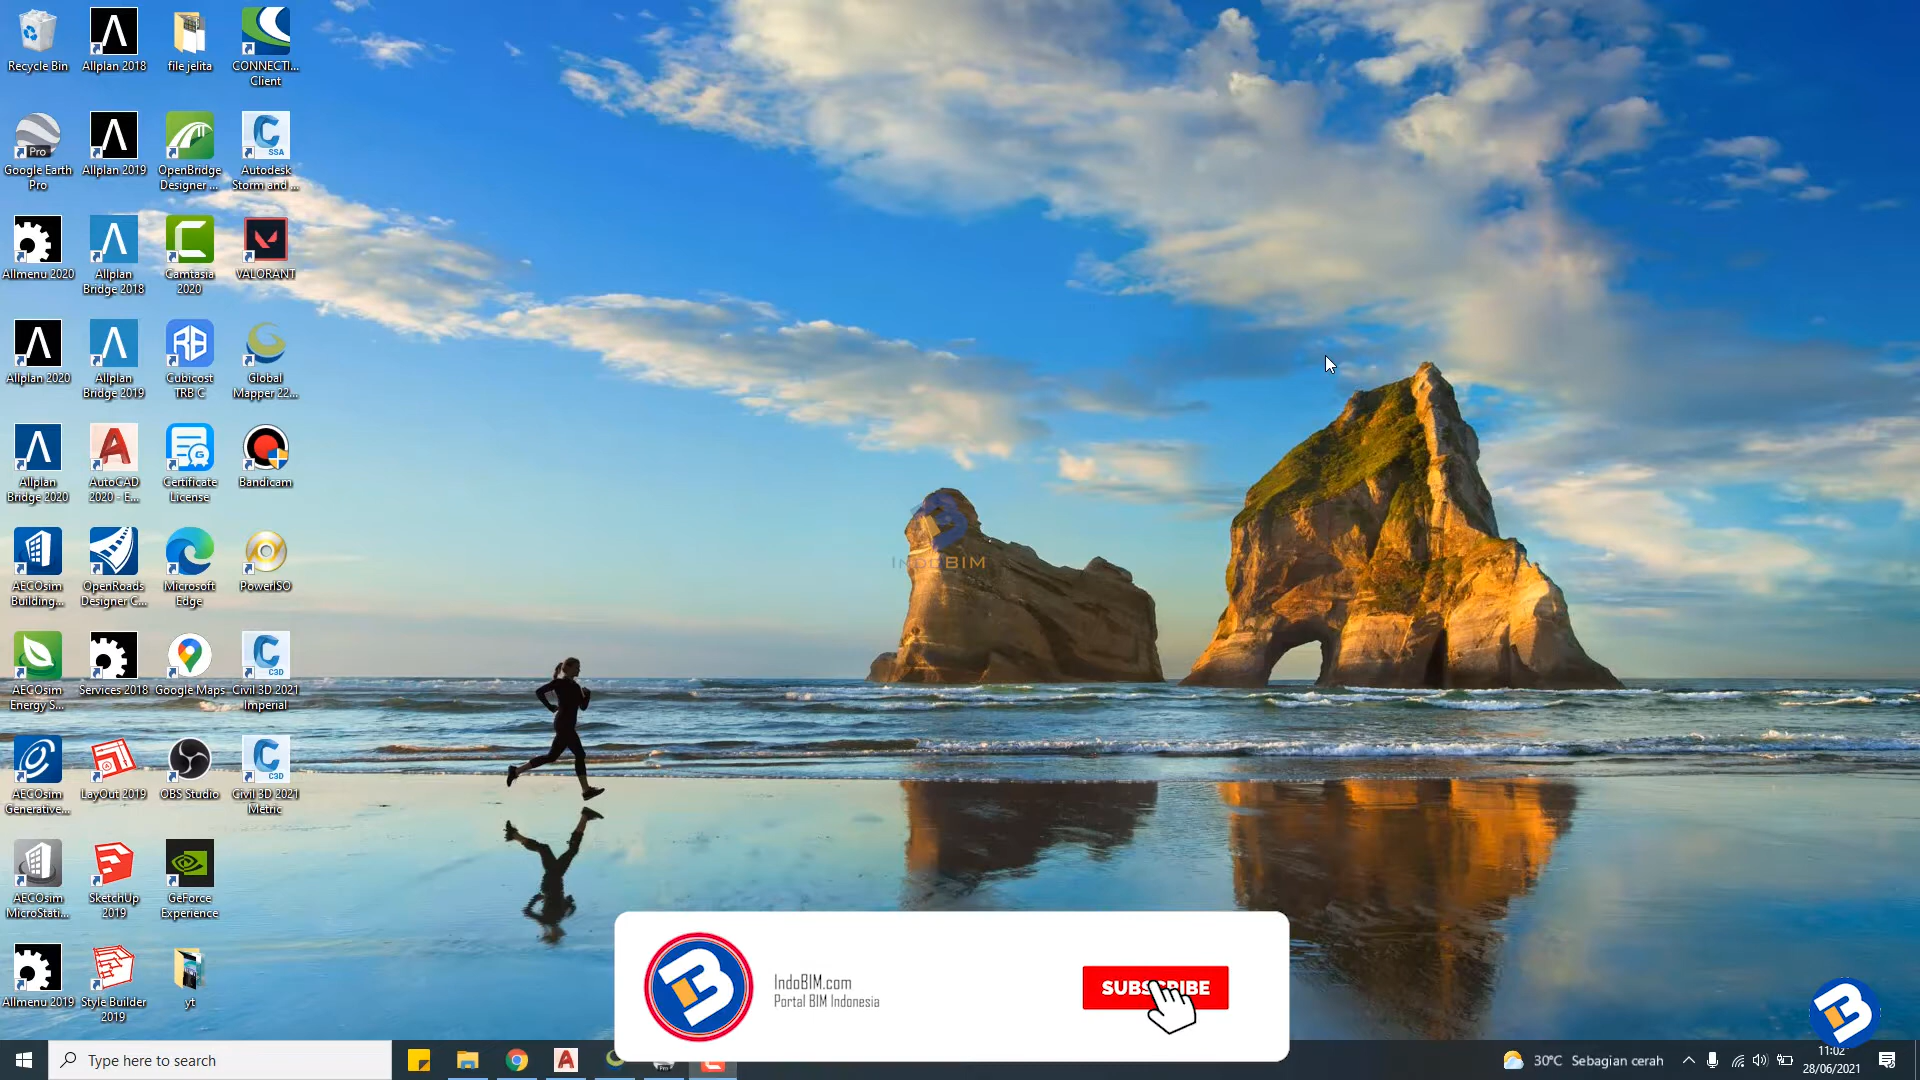 Recycle Bin
Allplan 2018
file jelita
CONNECTI...
Client
Pro
SSA
Google Earth
Pro
Allplan 2019
OpenBridge
Designer ...
Autodesk
Storm and ...
Allmenu 2020
Allplan
Bridge 2018
Camtasia
2020
VALORANT
Allplan 2020
Allplan
Bridge 2019
Cubicost
TRB C
Global
Mapper 22...
Allplan
Bridge 2020
AutoCAD
2020 - E...
Certificate
License
Bandicam
AECOsim
Building...
OpenRoads
Designer C...
Microsoft
Edge
PowerISO
INDOBIM
C3D
AECOsim
Energy S...
Services 2018
Google Maps
Civil 3D 2021
Imperial
C3D
AECOsim
Generative...
LayOut 2019
OBS Studio
Civil 3D 2021
Metric
AECOsim
MicroStati...
SketchUp
2019
GeForce
Experience
Allmenu 2019
Style Builder
2019
yt
IndoBIM.com
Portal BIM Indonesia
SUBSCRIBE
Type here to search
30°C Sebagian cerah
11:02
28/06/2021